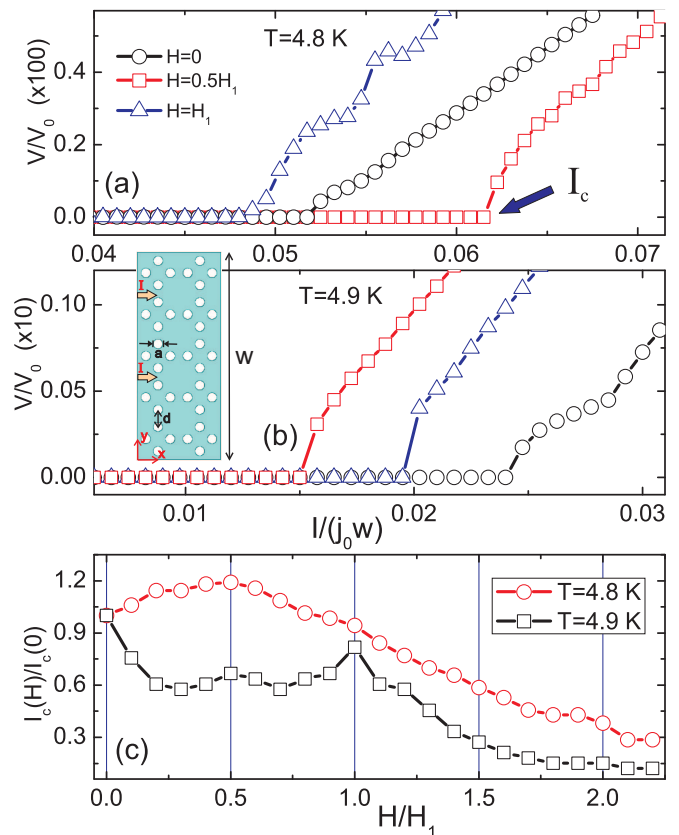 V/V₀ (x100)
0.4
0.2
0.0
H=0
H=0.5H₁
H=H₁
T=4.8 K
(a)
I_c
0.04 0.05 0.06 0.07
V/V₀ (x10)
0.10
0.05
0.00
T=4.9 K
I
a
I
d
y
x
w
(b)
0.01 0.02 0.03
I/(j₀w)
I_c(H)/I_c(0)
1.2
0.9
0.6
0.3
T=4.8 K
T=4.9 K
(c)
0.0 0.5 1.0 1.5 2.0
H/H₁